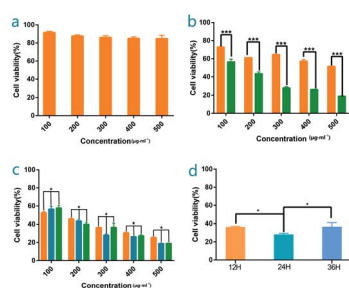 a
Cell viability(%)
100
80
60
40
20
0
100 200 300 400 500
Concentration(μg·ml⁻¹)
b
Cell viability(%)
100
80
60
40
20
0
*** *** *** *** ***
100 200 300 400 500
Concentration (μg·ml⁻¹)
c
Cell viability(%)
100
80
60
40
20
0
* * * * *
100 200 300 400 500
Concentration(μg·ml⁻¹)
d
Cell viability(%)
100
80
60
40
20
0
* *
12H 24H 36H